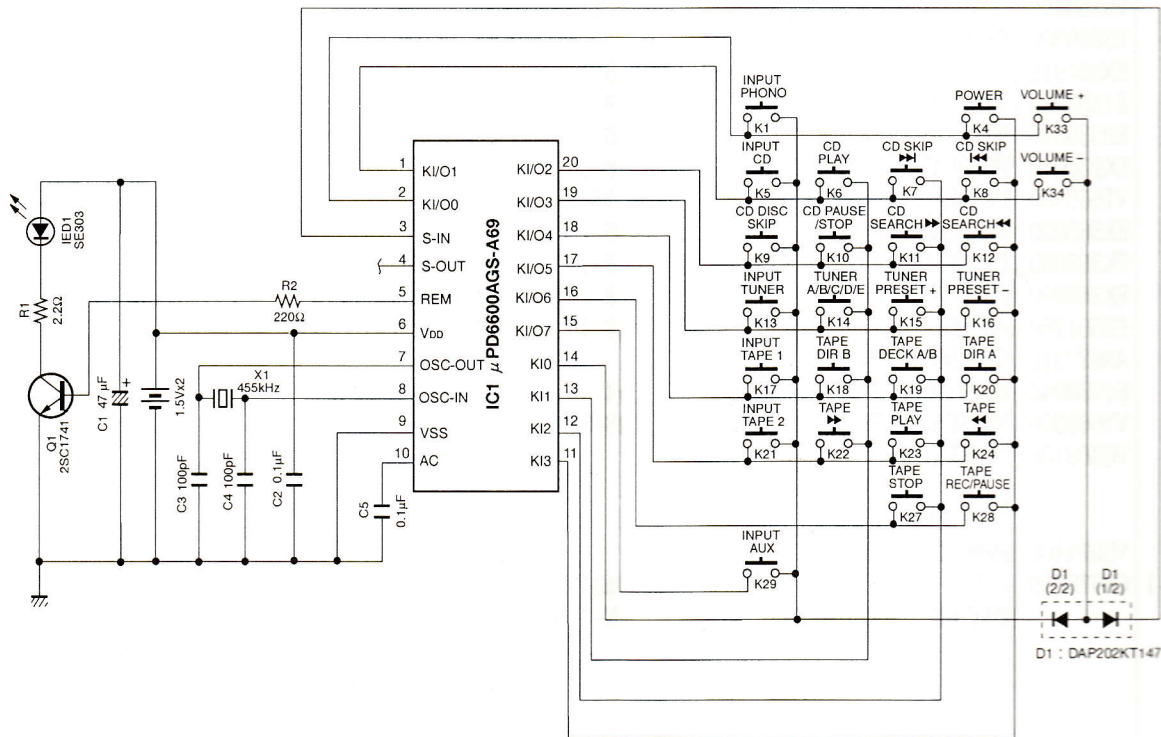 IED1
SE303
R1
2.2Ω
Q1
2SC1741
C1 47 µF
+
1.5Vx2
R2
220Ω
X1
455kHz
C3 100pF
C4 100pF
C2 0.1µF
C5
0.1µF
1 KI/O1
2 KI/O0
3 S-IN
4 S-OUT
5 REM
6 VDD
7 OSC-OUT
8 OSC-IN
9 VSS
10 AC
IC1 µPD6600AGS-A69
KI/O2 20
KI/O3 19
KI/O4 18
KI/O5 17
KI/O6 16
KI/O7 15
KI0 14
KI1 13
KI2 12
KI3 11
INPUT
PHONO
K1
POWER
K4
VOLUME +
K33
INPUT
CD
K5
CD
PLAY
K6
CD SKIP
▶▶|
K7
CD SKIP
|◀◀
K8
VOLUME −
K34
CD DISC
SKIP
K9
CD PAUSE
/STOP
K10
CD
SEARCH ▶▶
K11
CD
SEARCH ◀◀
K12
INPUT
TUNER
K13
TUNER
A/B/C/D/E
K14
TUNER
PRESET +
K15
TUNER
PRESET −
K16
INPUT
TAPE 1
K17
TAPE
DIR B
K18
TAPE
DECK A/B
K19
TAPE
DIR A
K20
INPUT
TAPE 2
K21
TAPE
▶▶
K22
TAPE
PLAY
K23
TAPE
◀◀
K24
TAPE
STOP
K27
TAPE
REC/PAUSE
K28
INPUT
AUX
K29
D1
(2/2)
D1
(1/2)
D1 : DAP202KT147